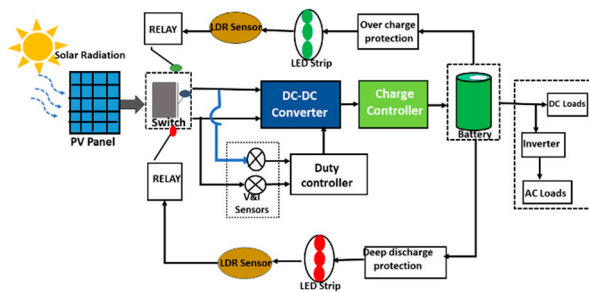 RELAY
LDR Sensor
LED Strip
Over charge
protection
Solar Radiation
PV Panel
Switch
DC-DC
Converter
Charge
Controller
Battery
DC Loads
Inverter
AC Loads
V&I
Sensors
Duty
controller
RELAY
LDR Sensor
LED Strip
Deep discharge
protection